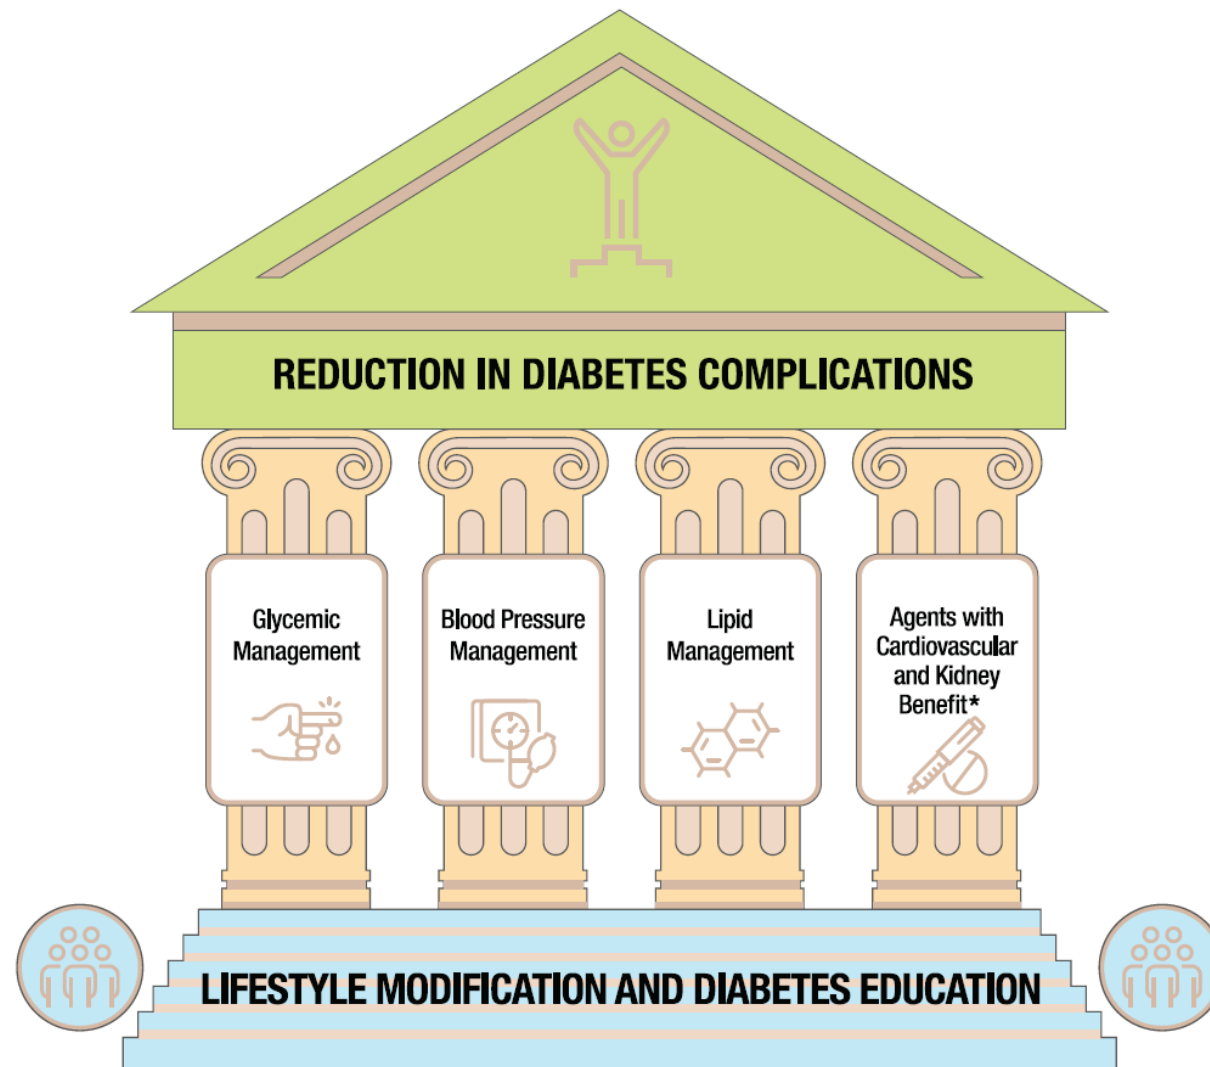 REDUCTION IN DIABETES COMPLICATIONS
Glycemic
Management
Blood Pressure
Management
Lipid
Management
Agents with
Cardiovascular
and Kidney
Benefit*
LIFESTYLE MODIFICATION AND DIABETES EDUCATION